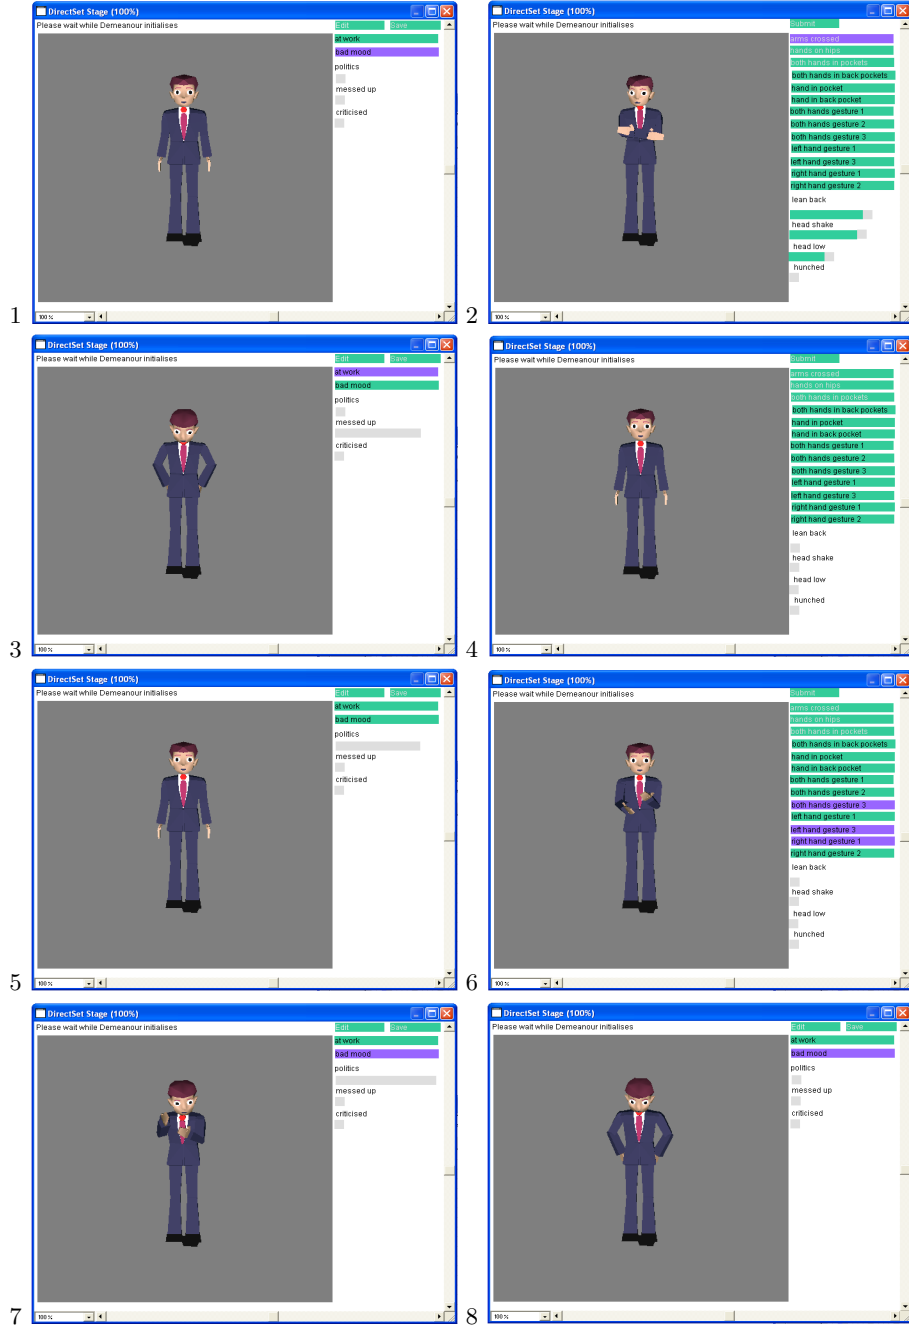 DirectSet Stage (100%)
Please wait while Demeanour initialises
Edit Save
at work
bad mood
politics
messed up
criticised
100 %
1
DirectSet Stage (100%)
Please wait while Demeanour initialises
Submit
arms crossed
hands on hips
both hands in pockets
both hands in back pockets
hand in pocket
hand in back pocket
both hands gesture 1
both hands gesture 2
both hands gesture 3
left hand gesture 1
left hand gesture 3
right hand gesture 1
right hand gesture 2
lean back
head shake
head low
hunched
100 %
2
DirectSet Stage (100%)
Please wait while Demeanour initialises
Edit Save
at work
bad mood
politics
messed up
criticised
100 %
3
DirectSet Stage (100%)
Please wait while Demeanour initialises
Submit
arms crossed
hands on hips
both hands in pockets
both hands in back pockets
hand in pocket
hand in back pocket
both hands gesture 1
both hands gesture 2
both hands gesture 3
left hand gesture 1
left hand gesture 3
right hand gesture 1
right hand gesture 2
lean back
head shake
head low
hunched
100 %
4
DirectSet Stage (100%)
Please wait while Demeanour initialises
Edit Save
at work
bad mood
politics
messed up
criticised
100 %
5
DirectSet Stage (100%)
Please wait while Demeanour initialises
Submit
arms crossed
hands on hips
both hands in pockets
both hands in back pockets
hand in pocket
hand in back pocket
both hands gesture 1
both hands gesture 2
both hands gesture 3
left hand gesture 1
left hand gesture 3
right hand gesture 1
right hand gesture 2
lean back
head shake
head low
hunched
100 %
6
DirectSet Stage (100%)
Please wait while Demeanour initialises
Edit Save
at work
bad mood
politics
messed up
criticised
100 %
7
DirectSet Stage (100%)
Please wait while Demeanour initialises
Edit Save
at work
bad mood
politics
messed up
criticised
100 %
8